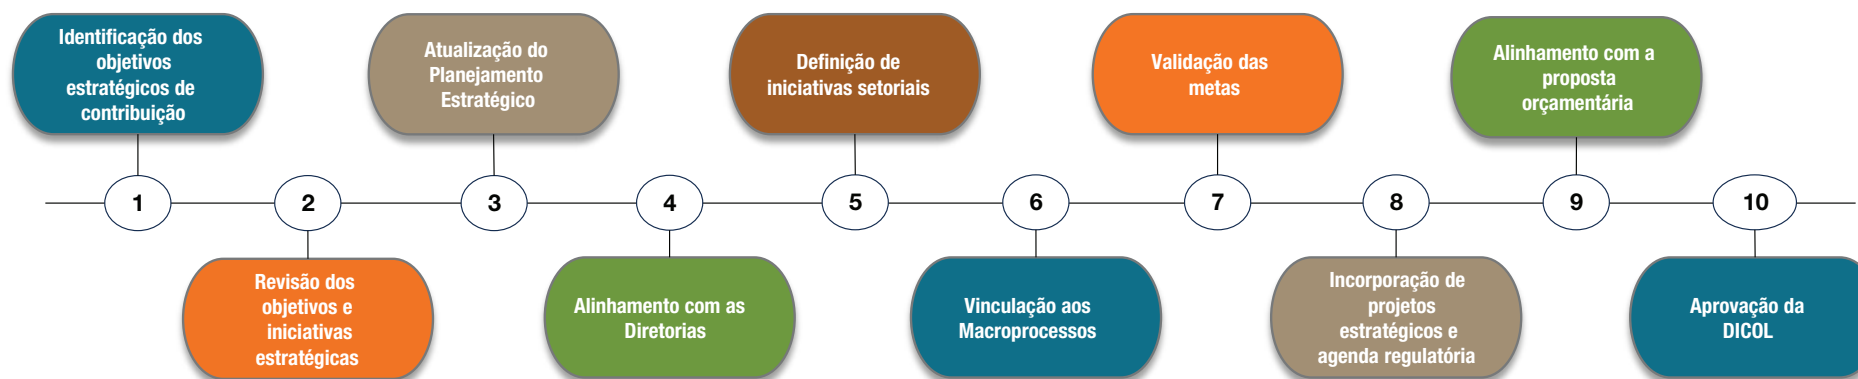 Identificação dos
objetivos
estratégicos de
contribuição
Atualização do
Planejamento
Estratégico
Definição de
iniciativas setoriais
Validação das
metas
Alinhamento com a
proposta
orçamentária
1
2
3
4
5
6
7
8
9
10
Revisão dos
objetivos e
iniciativas
estratégicas
Alinhamento com as
Diretorias
Vinculação aos
Macroprocessos
Incorporação de
projetos
estratégicos e
agenda regulatória
Aprovação da
DICOL